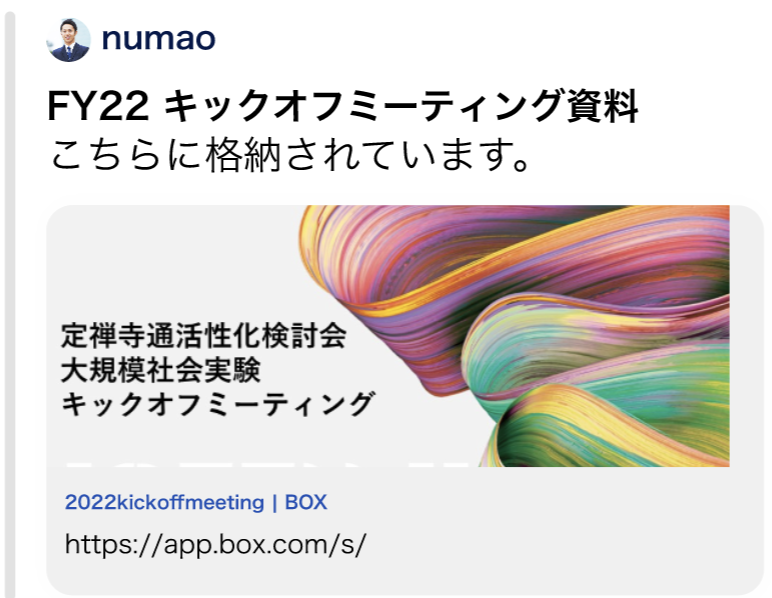 numao
FY22 キックオフミーティング資料
こちらに格納されています。
定禅寺通活性化検討会
大規模社会実験
キックオフミーティング
2022kickoffmeeting | BOX
https://app.box.com/s/